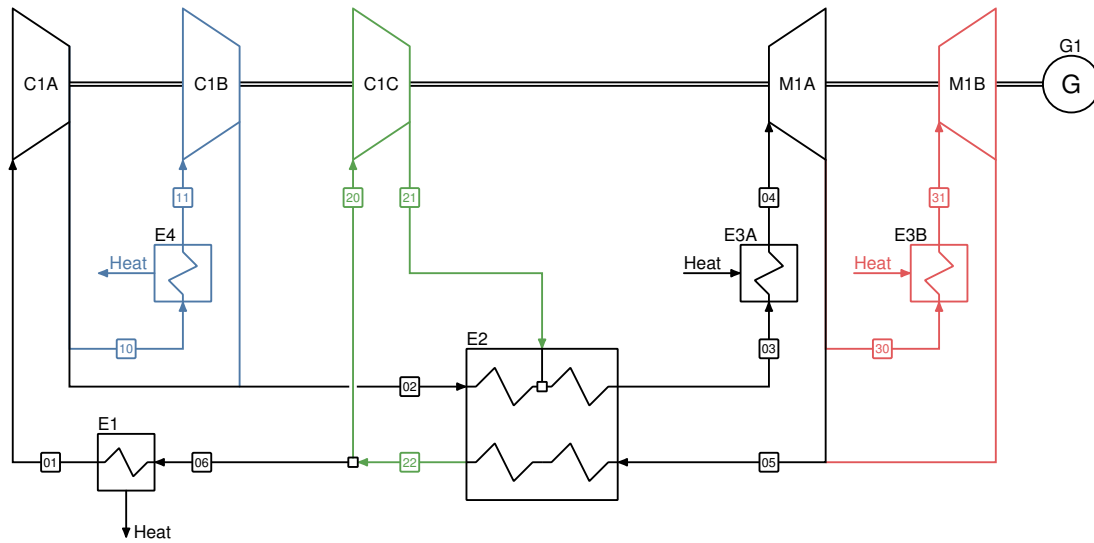 G1
C1A
C1B
C1C
M1A
M1B
G
11
20
21
04
31
E4
E3A
E3B
Heat
Heat
Heat
10
E2
03
30
02
E1
01
06
22
05
Heat